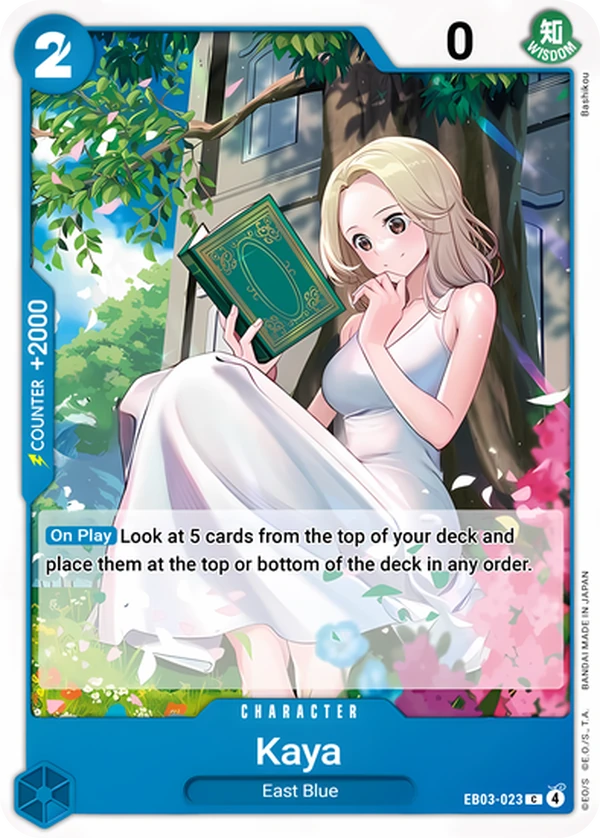 2
0
知
WISDOM
Bashikou
COUNTER +2000
On Play Look at 5 cards from the top of your deck and
place them at the top or bottom of the deck in any order.
CHARACTER
Kaya
East Blue
EB03-023 C 4
©EO/S ©E.O./S., T.A. BANDAI MADE IN JAPAN